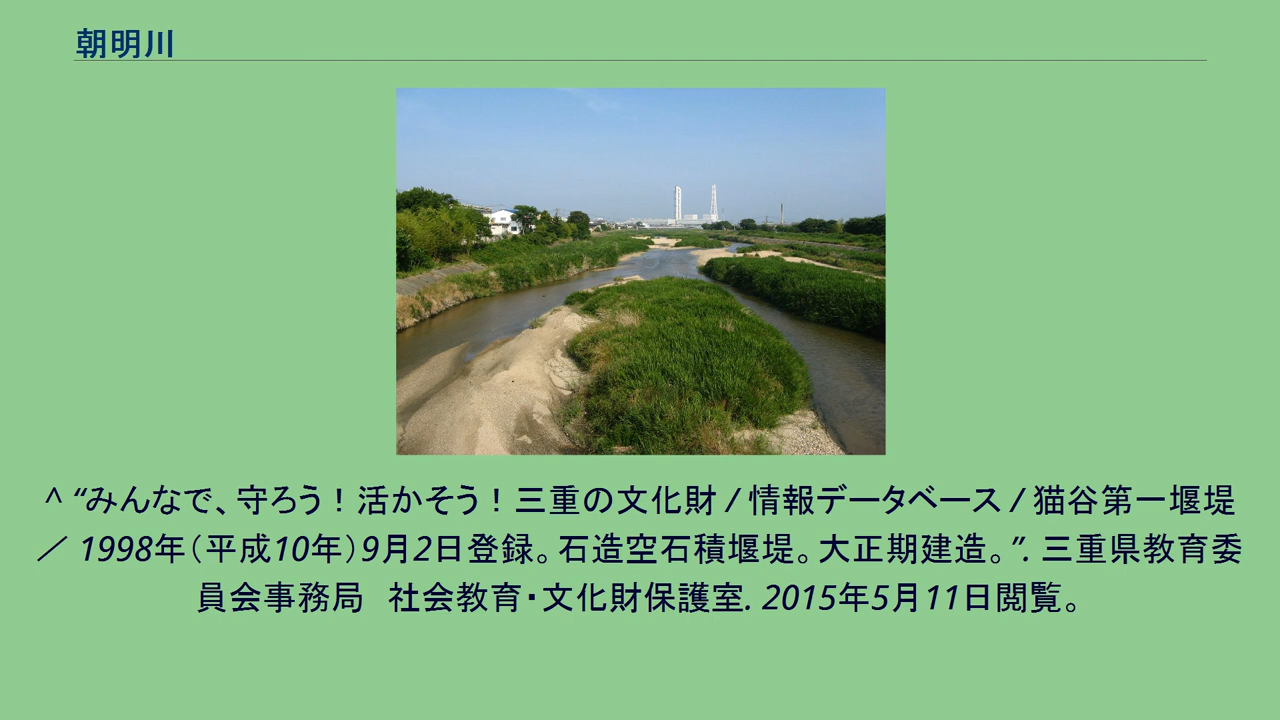 朝明川
^ “みんなで、守ろう！活かそう！三重の文化財 / 情報データベース / 猫谷第一堰堤
／ 1998年（平成10年）9月2日登録。石造空石積堰堤。大正期建造。”. 三重県教育委
員会事務局　社会教育・文化財保護室. 2015年5月11日閲覧。